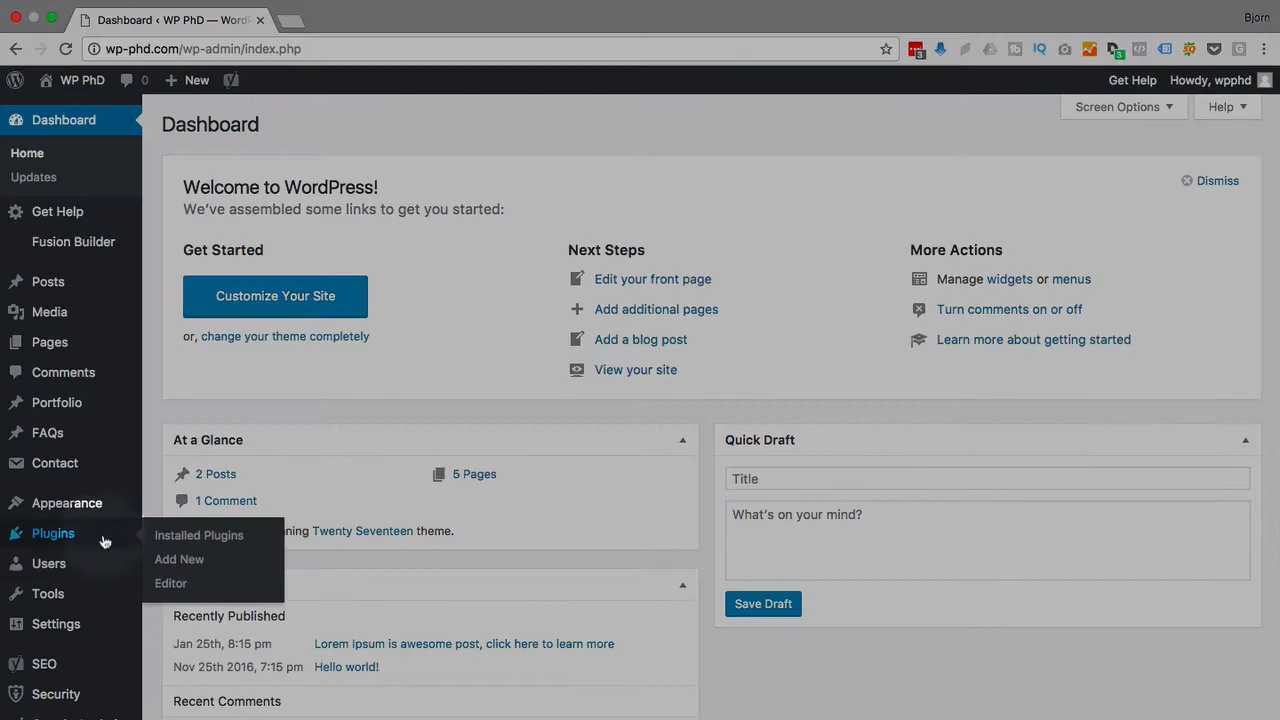 Dashboard ‹ WP PhD — WordP
Bjorn
wp-phd.com/wp-admin/index.php
3
3
WP PhD
0
New
Get Help
Howdy, wpphd
Dashboard
Home
Updates
Get Help
Fusion Builder
Posts
Media
Pages
Comments
Portfolio
FAQs
Contact
Appearance
Plugins
Users
Tools
Settings
SEO
Security
Installed Plugins
Add New
Editor
Screen Options
Help
Dashboard
Welcome to WordPress!
We've assembled some links to get you started:
Dismiss
Get Started
Customize Your Site
or, change your theme completely
Next Steps
Edit your front page
Add additional pages
Add a blog post
View your site
More Actions
Manage widgets or menus
Turn comments on or off
Learn more about getting started
At a Glance
2 Posts
5 Pages
1 Comment
nning Twenty Seventeen theme.
Recently Published
Jan 25th, 8:15 pm Lorem Ipsum is awesome post, click here to learn more
Nov 25th 2016, 7:15 pm Hello world!
Recent Comments
Quick Draft
Title
What's on your mind?
Save Draft